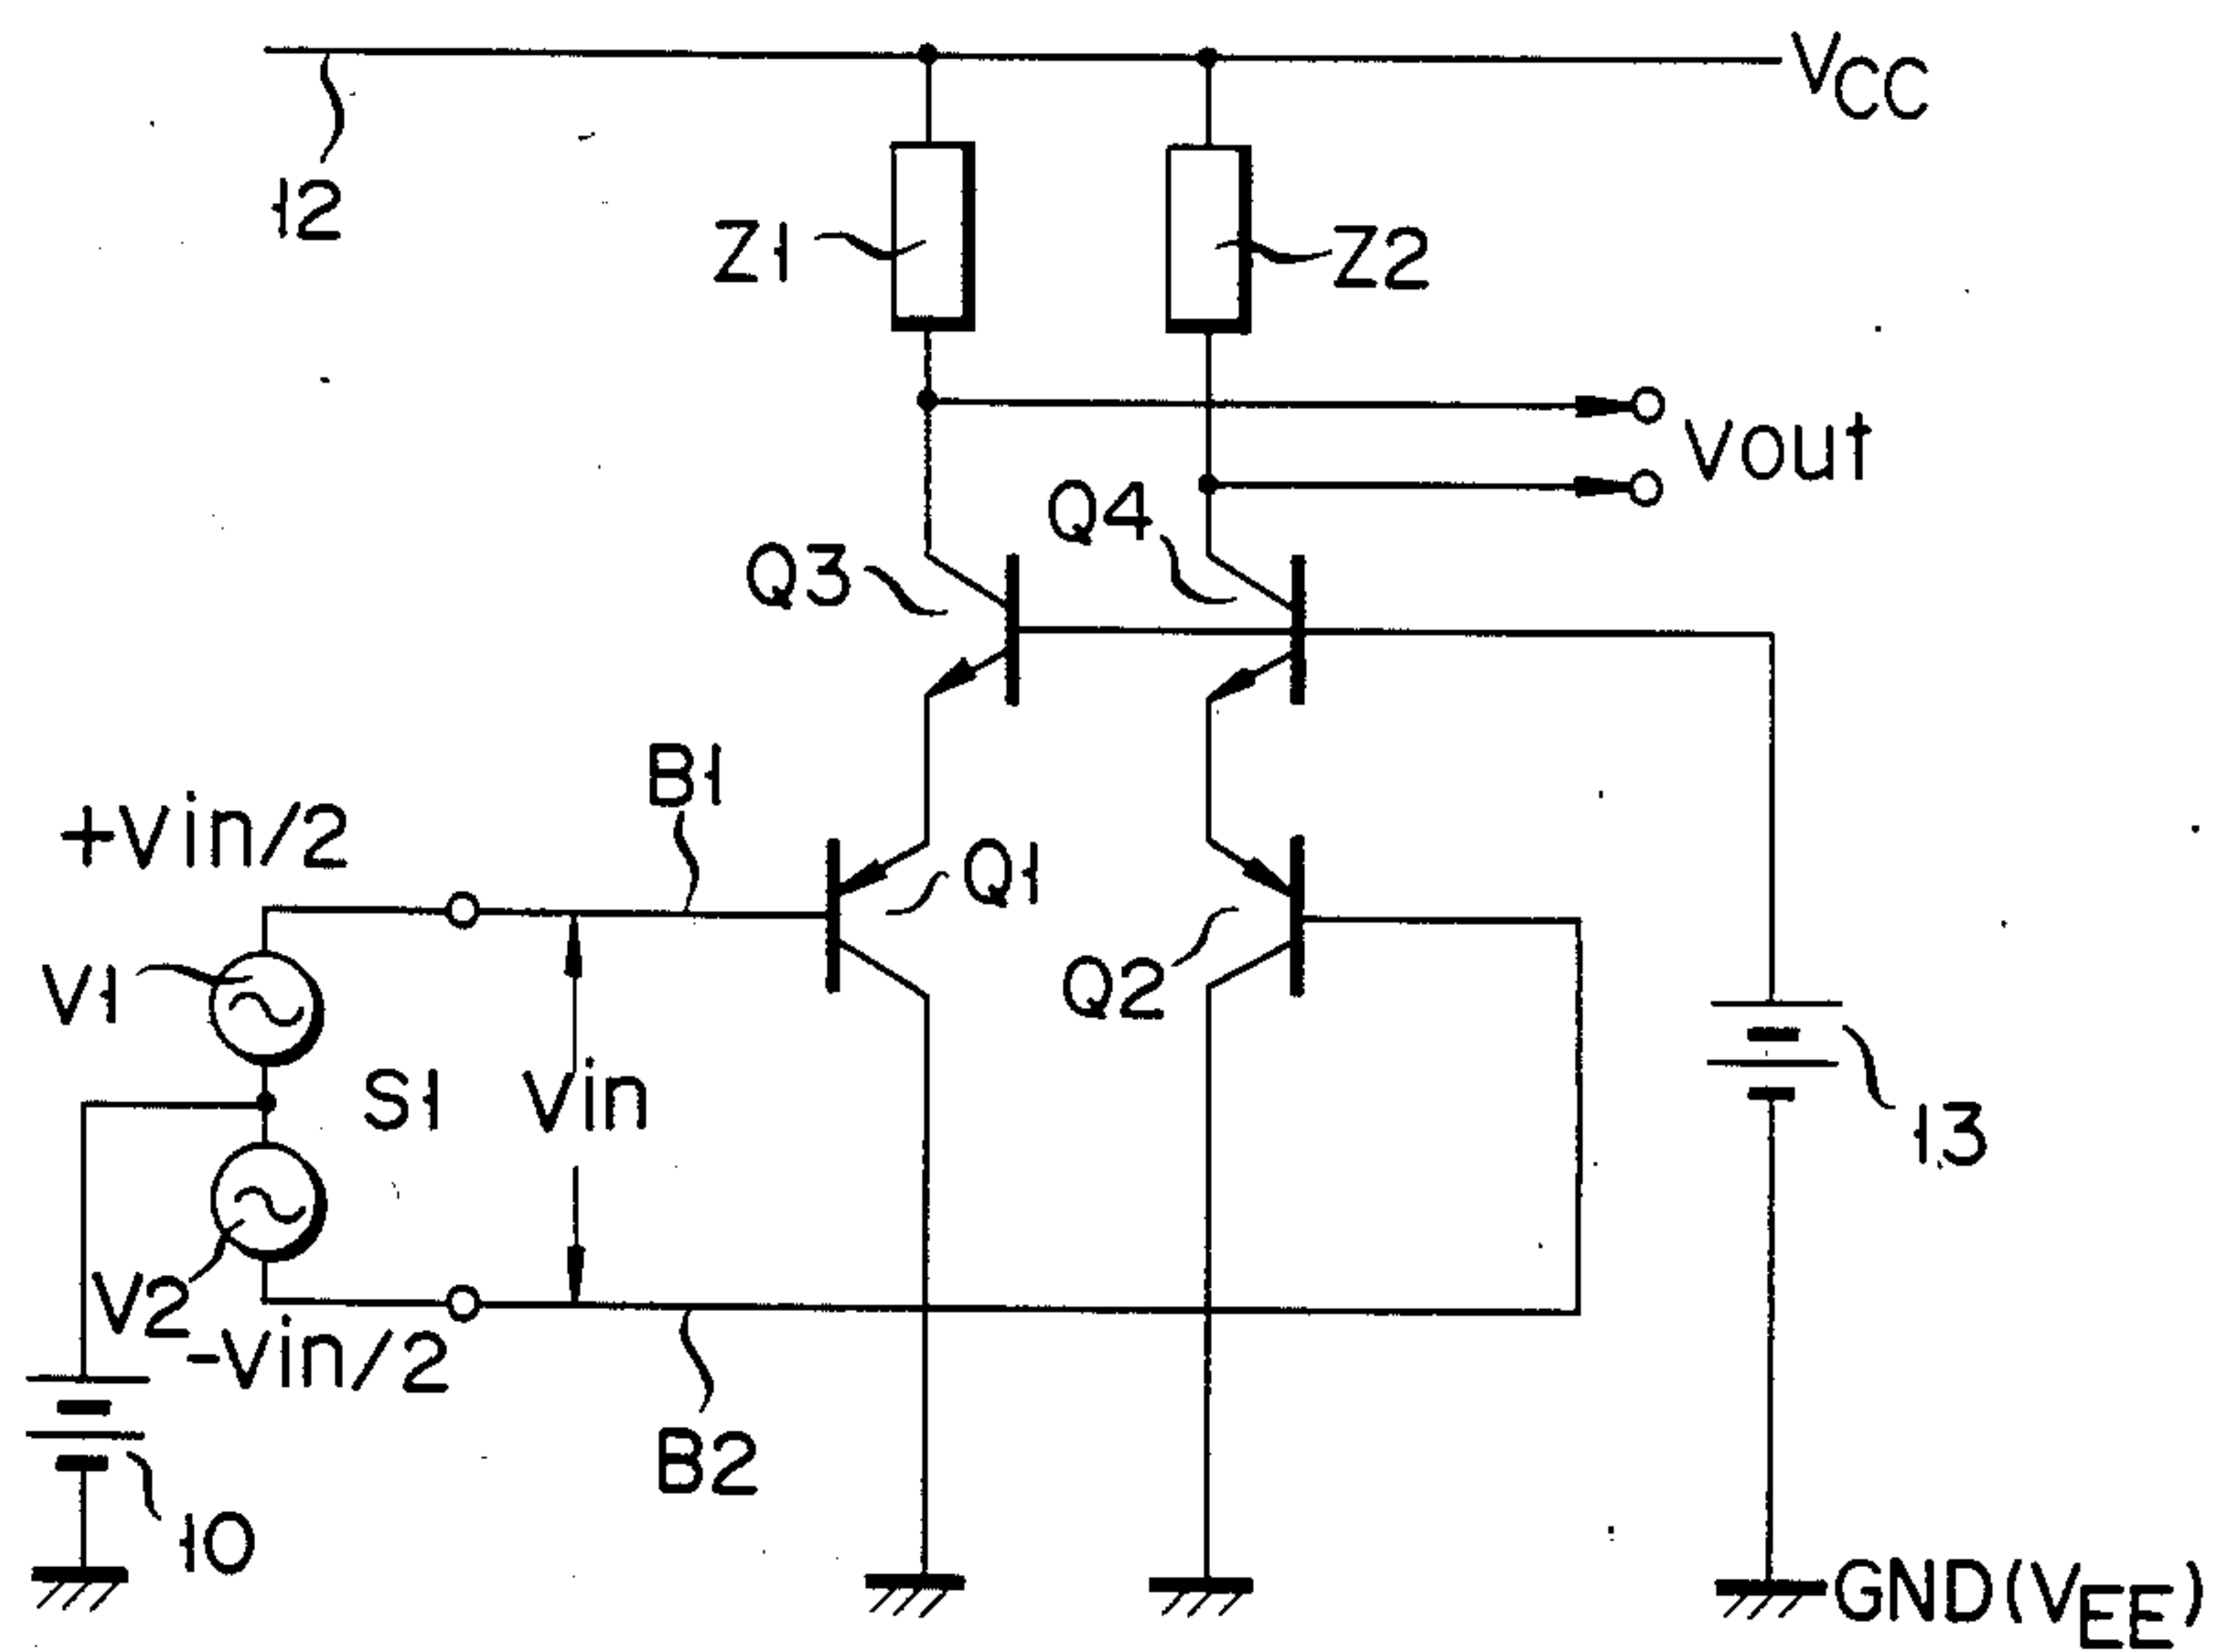 VCC
12
Z1
Z2
Vout
Q4
Q3
B1
+Vin/2
Q1
V1
Q2
S1
Vin
13
V2
-Vin/2
B2
10
GND(VEE)